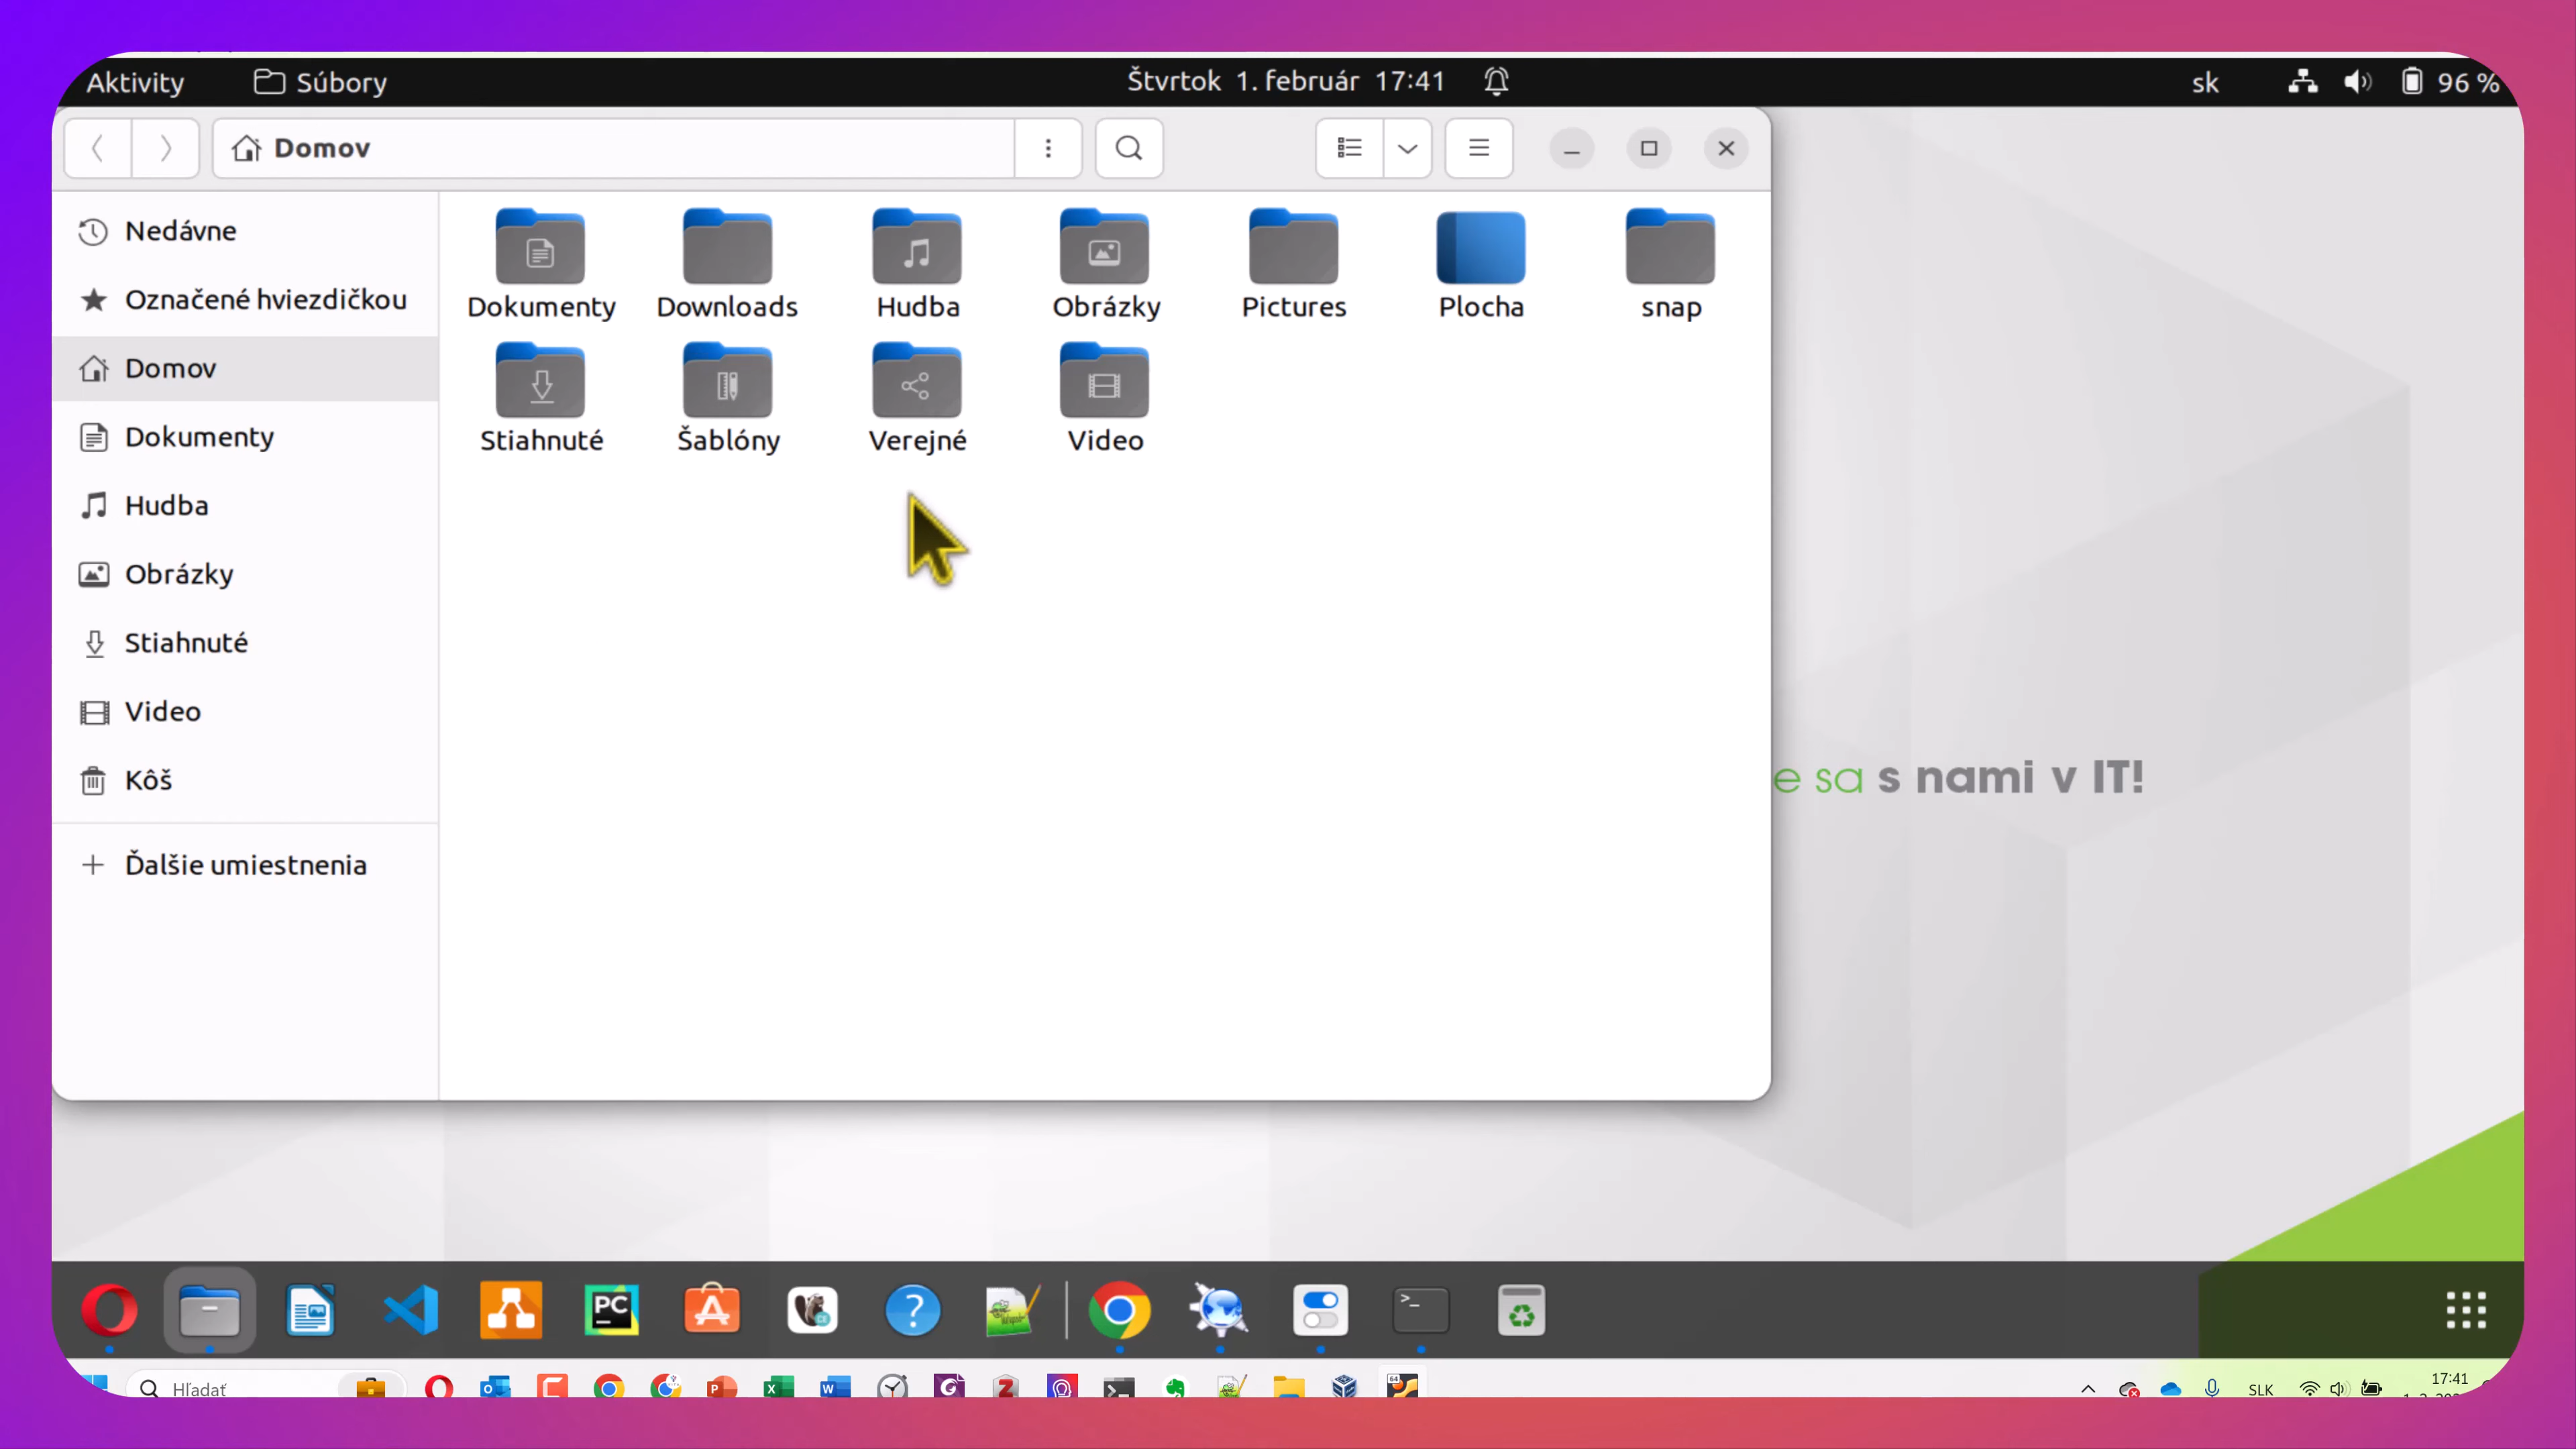 Aktivity Súbory Štvrtok 1. február 17:41 sk 96 %
Domov
Nedávne
Označené hviezdičkou
Domov
Dokumenty
Hudba
Obrázky
Stiahnuté
Video
Kôš
Ďalšie umiestnenia
Dokumenty Downloads Hudba Obrázky Pictures Plocha snap
Stiahnuté Šablóny Verejné Video
e sa s nami v IT!
PC
Hľadať
SLK
17:41